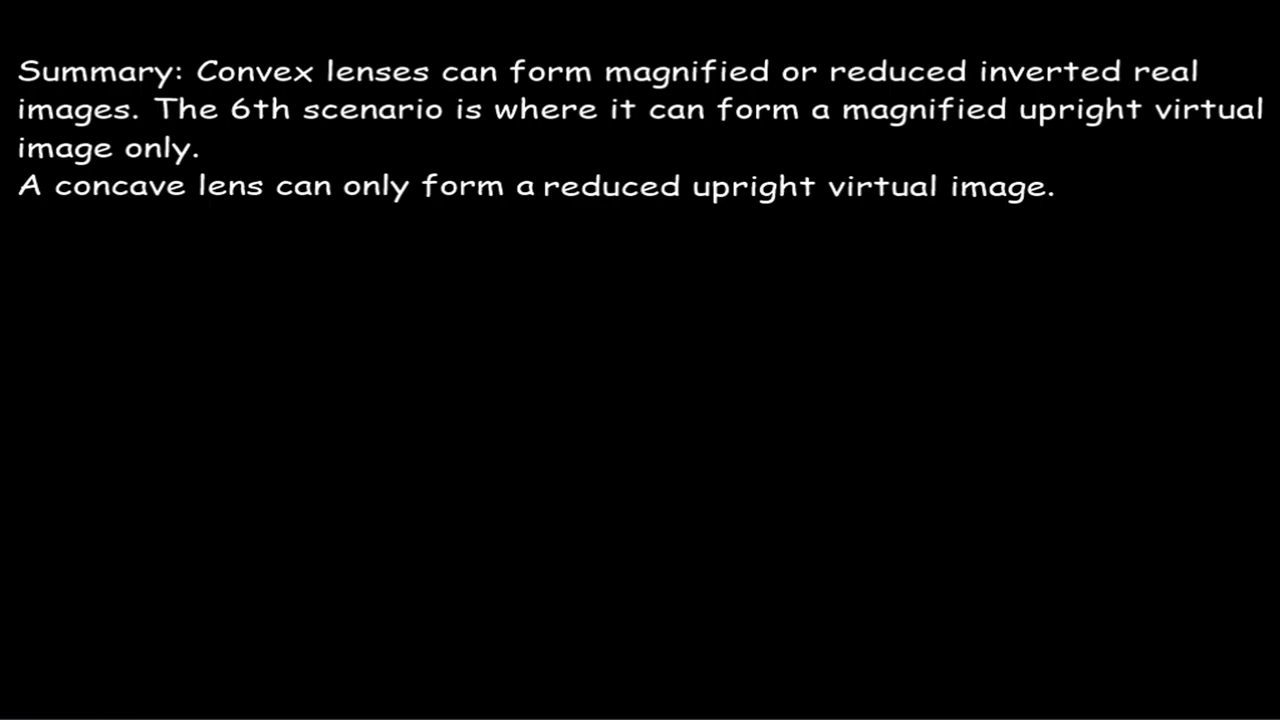 Summary: Convex lenses can form magnified or reduced inverted real
images. The 6th scenario is where it can form a magnified upright virtual
image only.
A concave lens can only form a reduced upright virtual image.